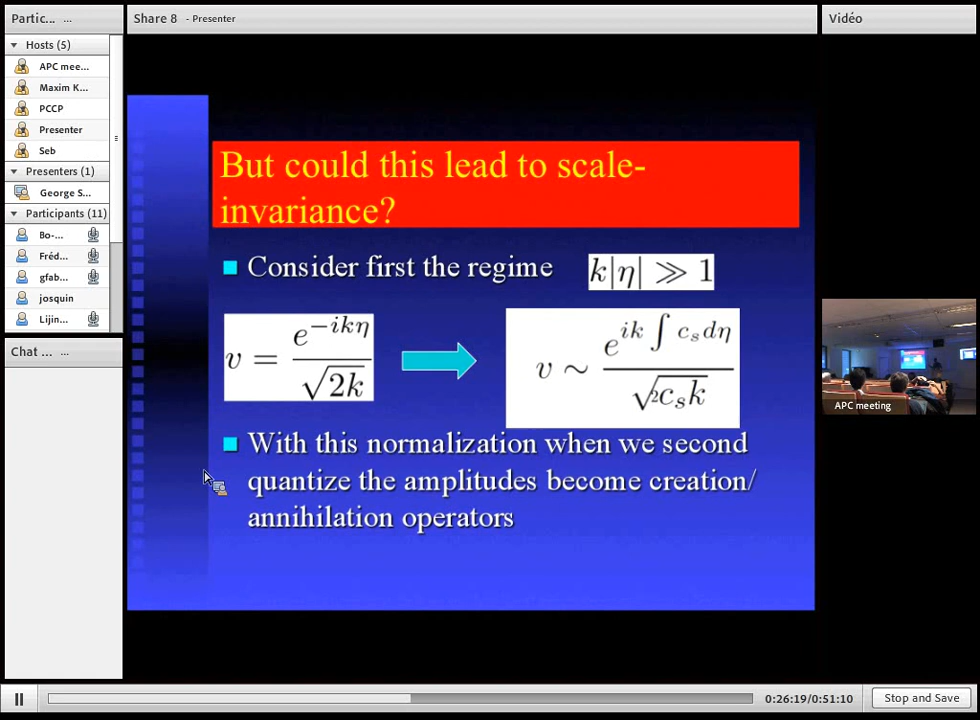 Partic... ...
Share 8 - Presenter
Vidéo
Hosts (5)
APC mee...
Maxim K...
PCCP
Presenter
Seb
Presenters (1)
George S...
Participants (11)
Bo-...
Fréd...
gfab...
josquin
Lijin...
Chat ... ...
But could this lead to scale-
invariance?
Consider first the regime k|η| ≫ 1
v = e^{-ikη} / √(2k)
v ∼ e^{ik ∫ c_s dη} / √(2c_s k)
With this normalization when we second
quantize the amplitudes become creation/
annihilation operators
APC meeting
0:26:19/0:51:10
Stop and Save